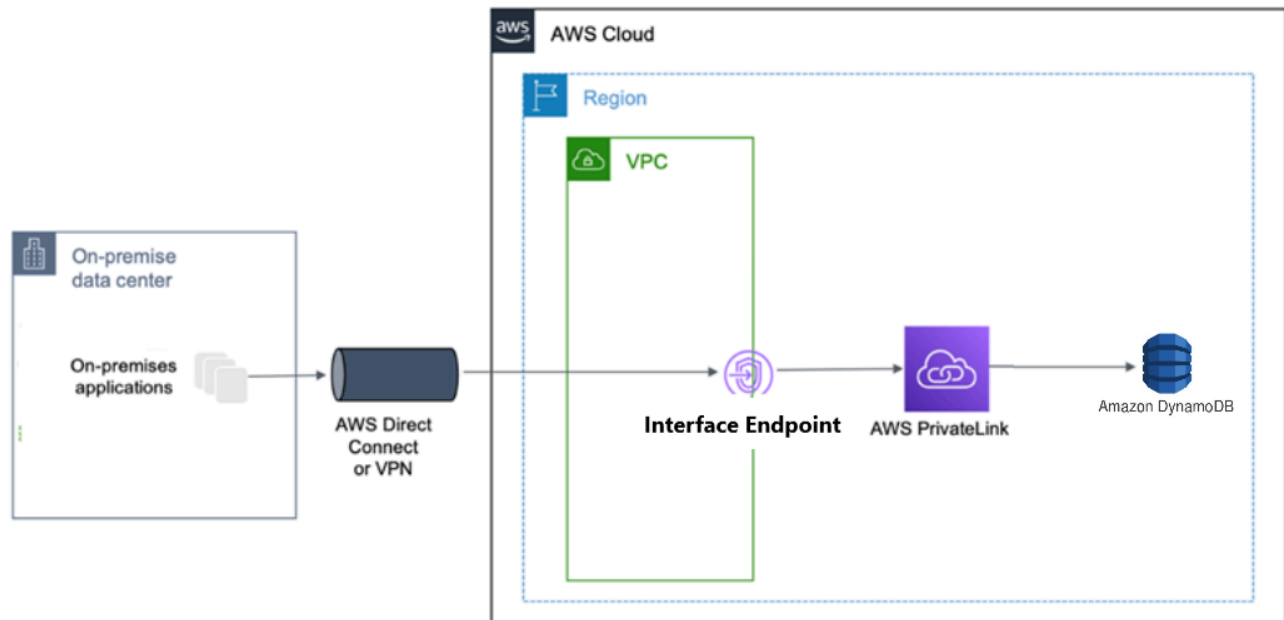 aws
AWS Cloud
Region
VPC
On-premise
data center
On-premises
applications
AWS Direct
Connect
or VPN
Interface Endpoint
AWS PrivateLink
Amazon DynamoDB